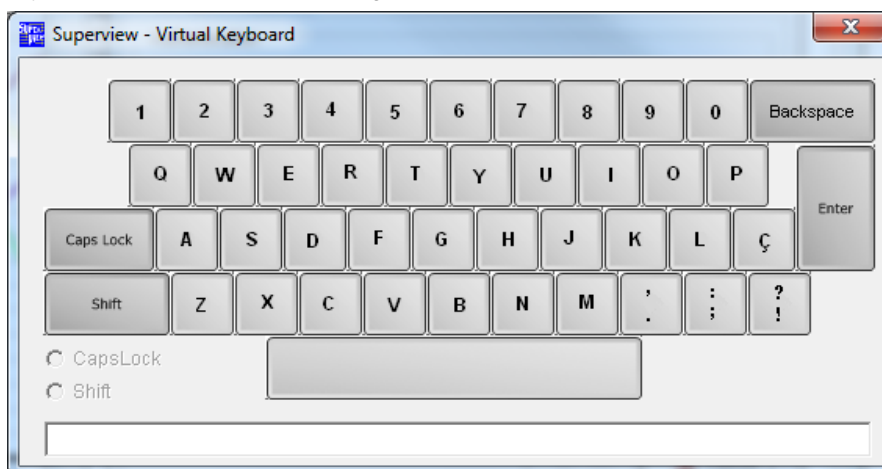 Superview - Virtual Keyboard
1 2 3 4 5 6 7 8 9 0 Backspace
Q W E R T Y U I O P Enter
Caps Lock A S D F G H J K L Ç
Shift Z X C V B N M , . : ; ? !
CapsLock
Shift